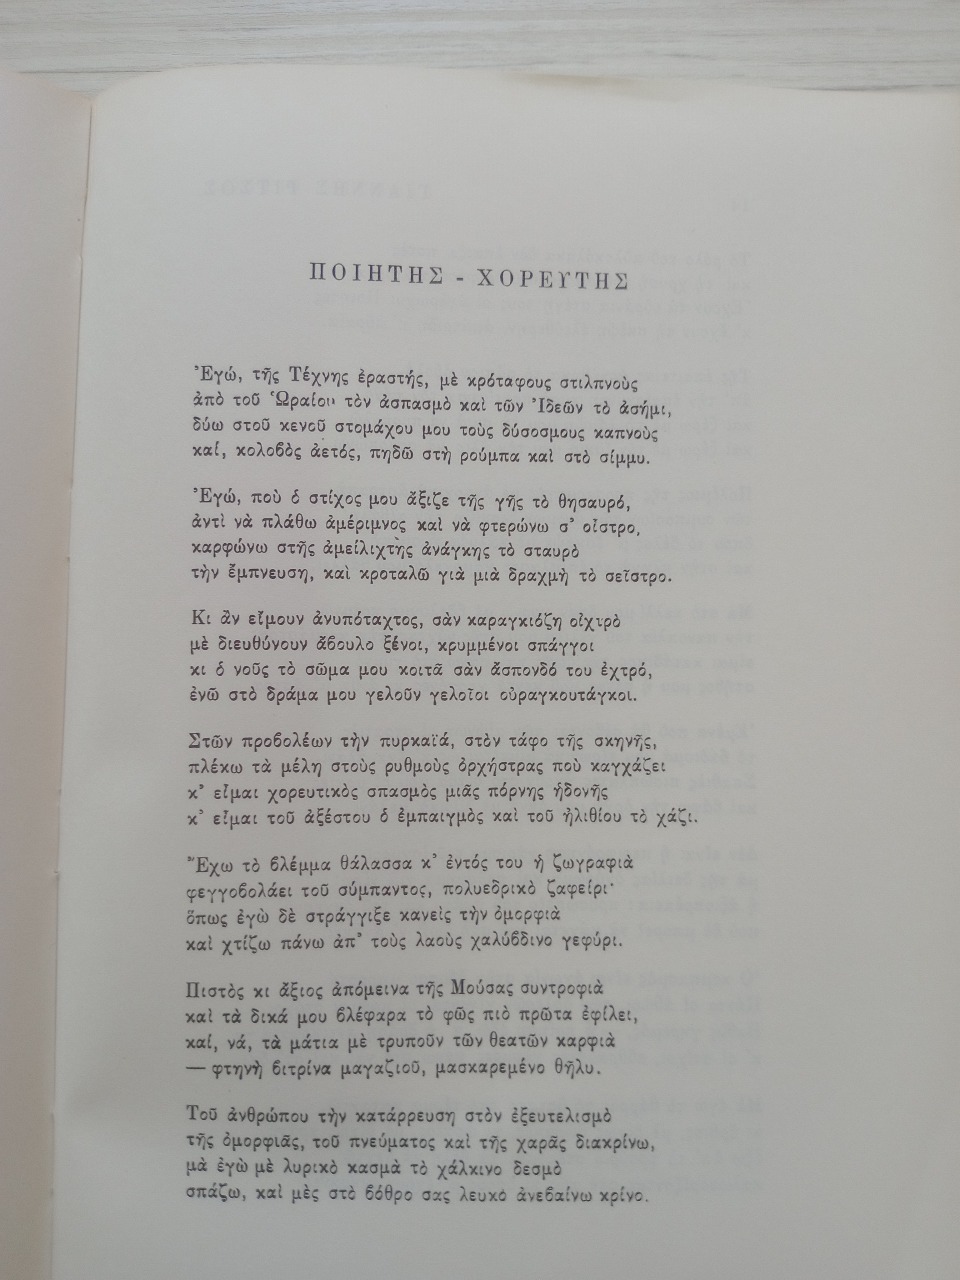 ΠΟΙΗΤΗΣ - ΧΟΡΕΥΤΗΣ
Ἐγώ, τῆς Τέχνης ἐραστής, μὲ κρόταφους στιλπνοὺς
ἀπὸ τοῦ Ὡραίου τὸν ἀσπασμὸ καὶ τῶν Ἰδεῶν τὸ ἀσήμι,
δύω στοῦ κενοῦ στομάχου μου τοὺς δύσοσμους καπνοὺς
καί, κολοβὸς ἀετός, πηδῶ στὴ ρούμπα καὶ στὸ σίμμυ.
Ἐγώ, ποὺ ὁ στίχος μου ἄξιζε τῆς γῆς τὸ θησαυρό,
ἀντὶ νὰ πλάθω ἀμέριμνος καὶ νὰ φτερώνω σ' οἶστρο,
καρφώνω στῆς ἀμείλιχτης ἀνάγκης τὸ σταυρὸ
τὴν ἔμπνευση, καὶ κροταλῶ γιὰ μιὰ δραχμὴ τὸ σεῖστρο.
Κι ἂν εἴμουν ἀνυπόταχτος, σὰν καραγκιόζη οἰχτρὸ
μὲ διευθύνουν ἄβουλο ξένοι, κρυμμένοι σπάγγοι
κι ὁ νοῦς τὸ σῶμα μου κοιτᾶ σὰν ἄσπονδό του ἐχτρό,
ἐνῶ στὸ δράμα μου γελοῦν γελοῖοι οὐραγκουτάγκοι.
Στῶν προβολέων τὴν πυρκαϊά, στὸν τάφο τῆς σκηνῆς,
πλέκω τὰ μέλη στοὺς ρυθμοὺς ὀρχήστρας ποὺ καγχάζει
κ' εἶμαι χορευτικὸς σπασμὸς μιᾶς πόρνης ἡδονῆς
κ' εἶμαι τοῦ ἀξέστου ὁ ἐμπαιγμὸς καὶ τοῦ ἠλιθίου τὸ χάζι.
Ἔχω τὸ βλέμμα θάλασσα κ' ἐντός του ἡ ζωγραφιὰ
φεγγοβολάει τοῦ σύμπαντος, πολυεδρικὸ ζαφείρι·
ὅπως ἐγὼ δὲ στράγγιξε κανεὶς τὴν ὀμορφιὰ
καὶ χτίζω πάνω ἀπ' τοὺς λαοὺς χαλύβδινο γεφύρι.
Πιστὸς κι ἄξιος ἀπόμεινα τῆς Μούσας συντροφιὰ
καὶ τὰ δικά μου βλέφαρα τὸ φῶς πιὸ πρῶτα ἐφίλει,
καί, νά, τὰ μάτια μὲ τρυποῦν τῶν θεατῶν καρφιὰ
— φτηνὴ βιτρίνα μαγαζιοῦ, μασκαρεμένο θῆλυ.
Τοῦ ἀνθρώπου τὴν κατάρρευση στὸν ἐξευτελισμὸ
τῆς ὀμορφιᾶς, τοῦ πνεύματος καὶ τῆς χαρᾶς διακρίνω,
μὰ ἐγὼ μὲ λυρικὸ κασμὰ τὸ χάλκινο δεσμὸ
σπάζω, καὶ μὲς στὸ βόθρο σας λευκὸ ἀνεβαίνω κρίνο.